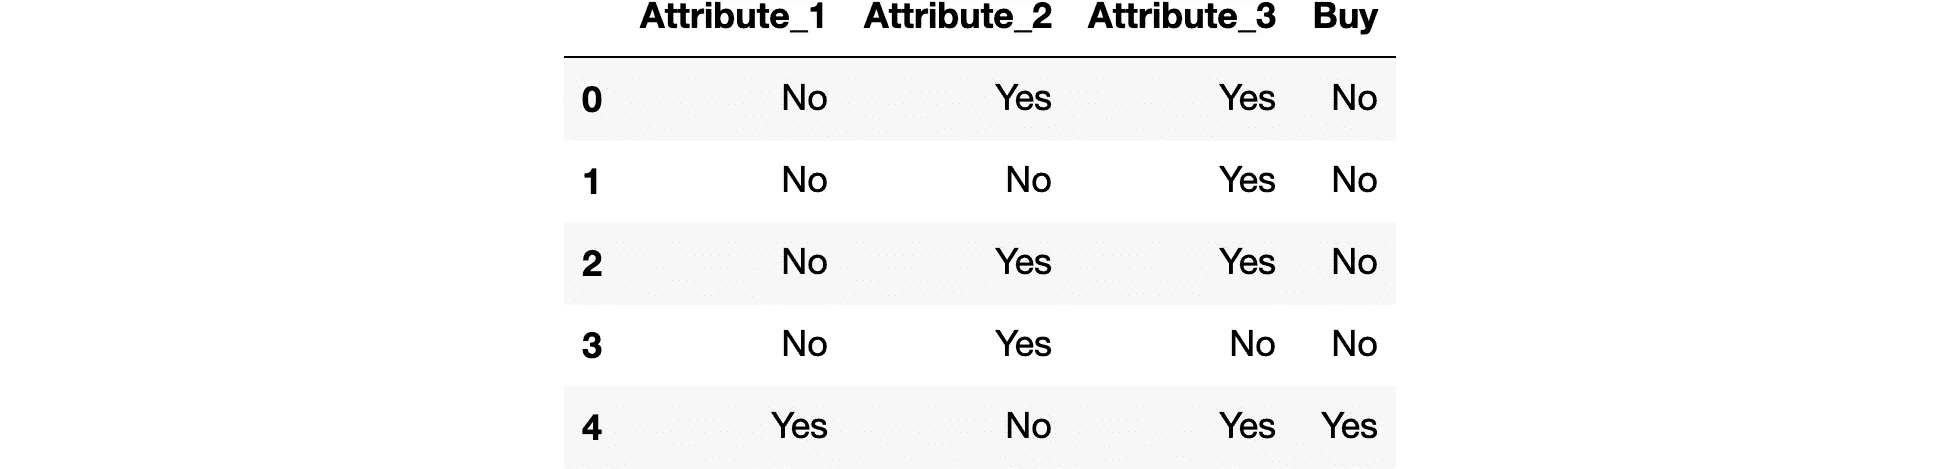 Attribute_1 Attribute_2 Attribute_3 Buy
0 No Yes Yes No
1 No No Yes No
2 No Yes Yes No
3 No Yes No No
4 Yes No Yes Yes